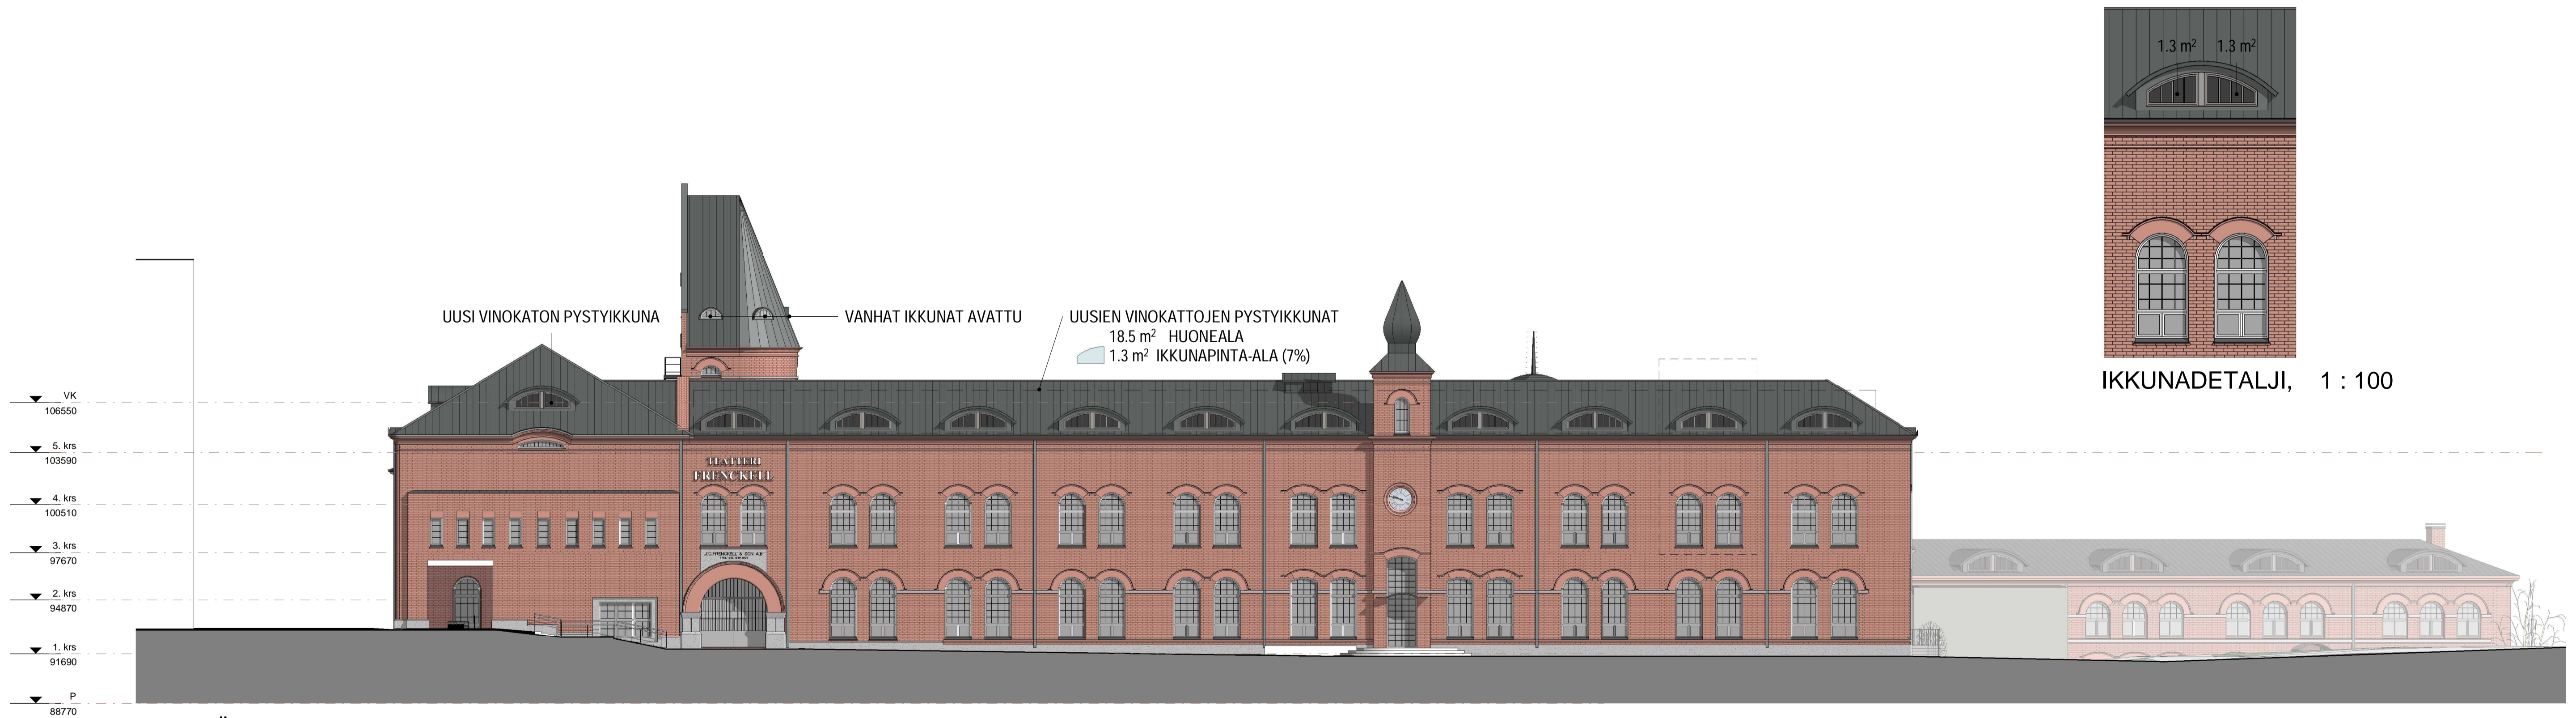 1.3 m² 1.3 m²
IKKUNADETALJI, 1 : 100
UUSI VINOKATON PYSTYIKKUNA
VANHAT IKKUNAT AVATTU
UUSIEN VINOKATTOJEN PYSTYIKKUNAT
18.5 m² HUONEALA
1.3 m² IKKUNAPINTA-ALA (7%)
VK
106550
5. krs
103590
4. krs
100510
3. krs
97670
2. krs
94870
1. krs
91690
P
88770
TEATTERI
FRENCKELL
J.C.FRENCKELL & SON A.B